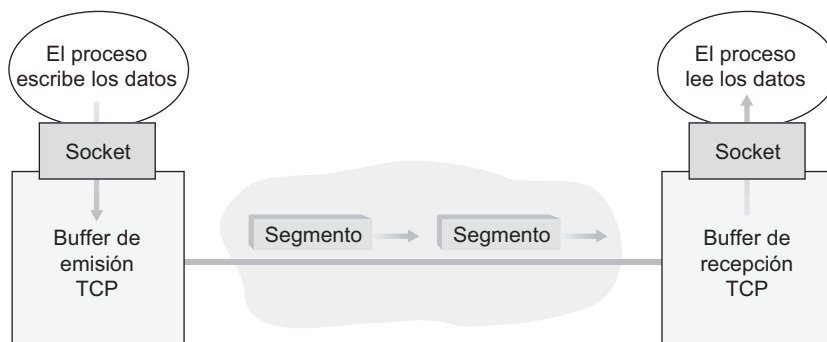 El proceso
escribe los datos
Socket
Buffer de
emisión
TCP
Segmento
Segmento
El proceso
lee los datos
Socket
Buffer de
recepción
TCP